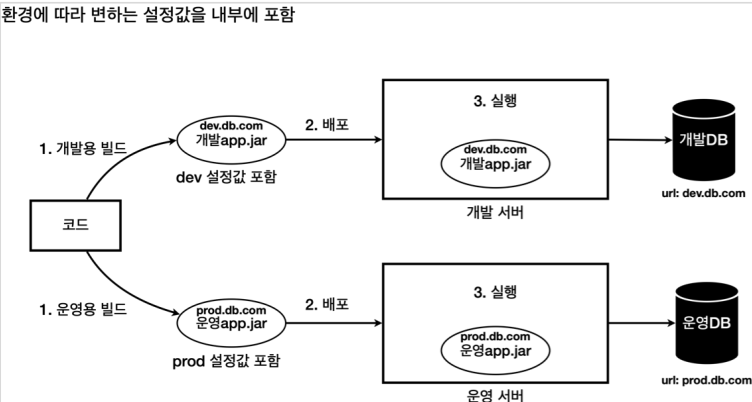 환경에 따라 변하는 설정값을 내부에 포함
1. 개발용 빌드
dev.db.com
개발app.jar
dev 설정값 포함
2. 배포
3. 실행
dev.db.com
개발app.jar
개발 서버
개발DB
url: dev.db.com
코드
1. 운영용 빌드
prod.db.com
운영app.jar
prod 설정값 포함
2. 배포
3. 실행
prod.db.com
운영app.jar
운영 서버
운영DB
url: prod.db.com